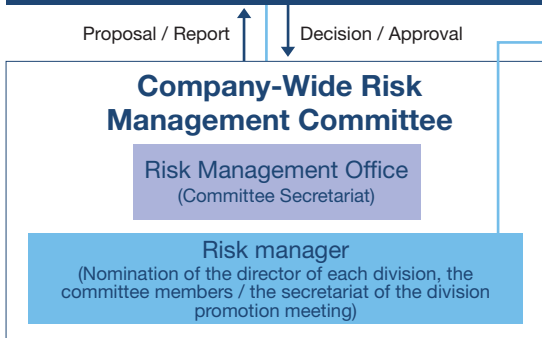 Proposal / Report
Decision / Approval
Company-Wide Risk
Management Committee
Risk Management Office
(Committee Secretariat)
Risk manager
(Nomination of the director of each division, the
committee members / the secretariat of the division
promotion meeting)